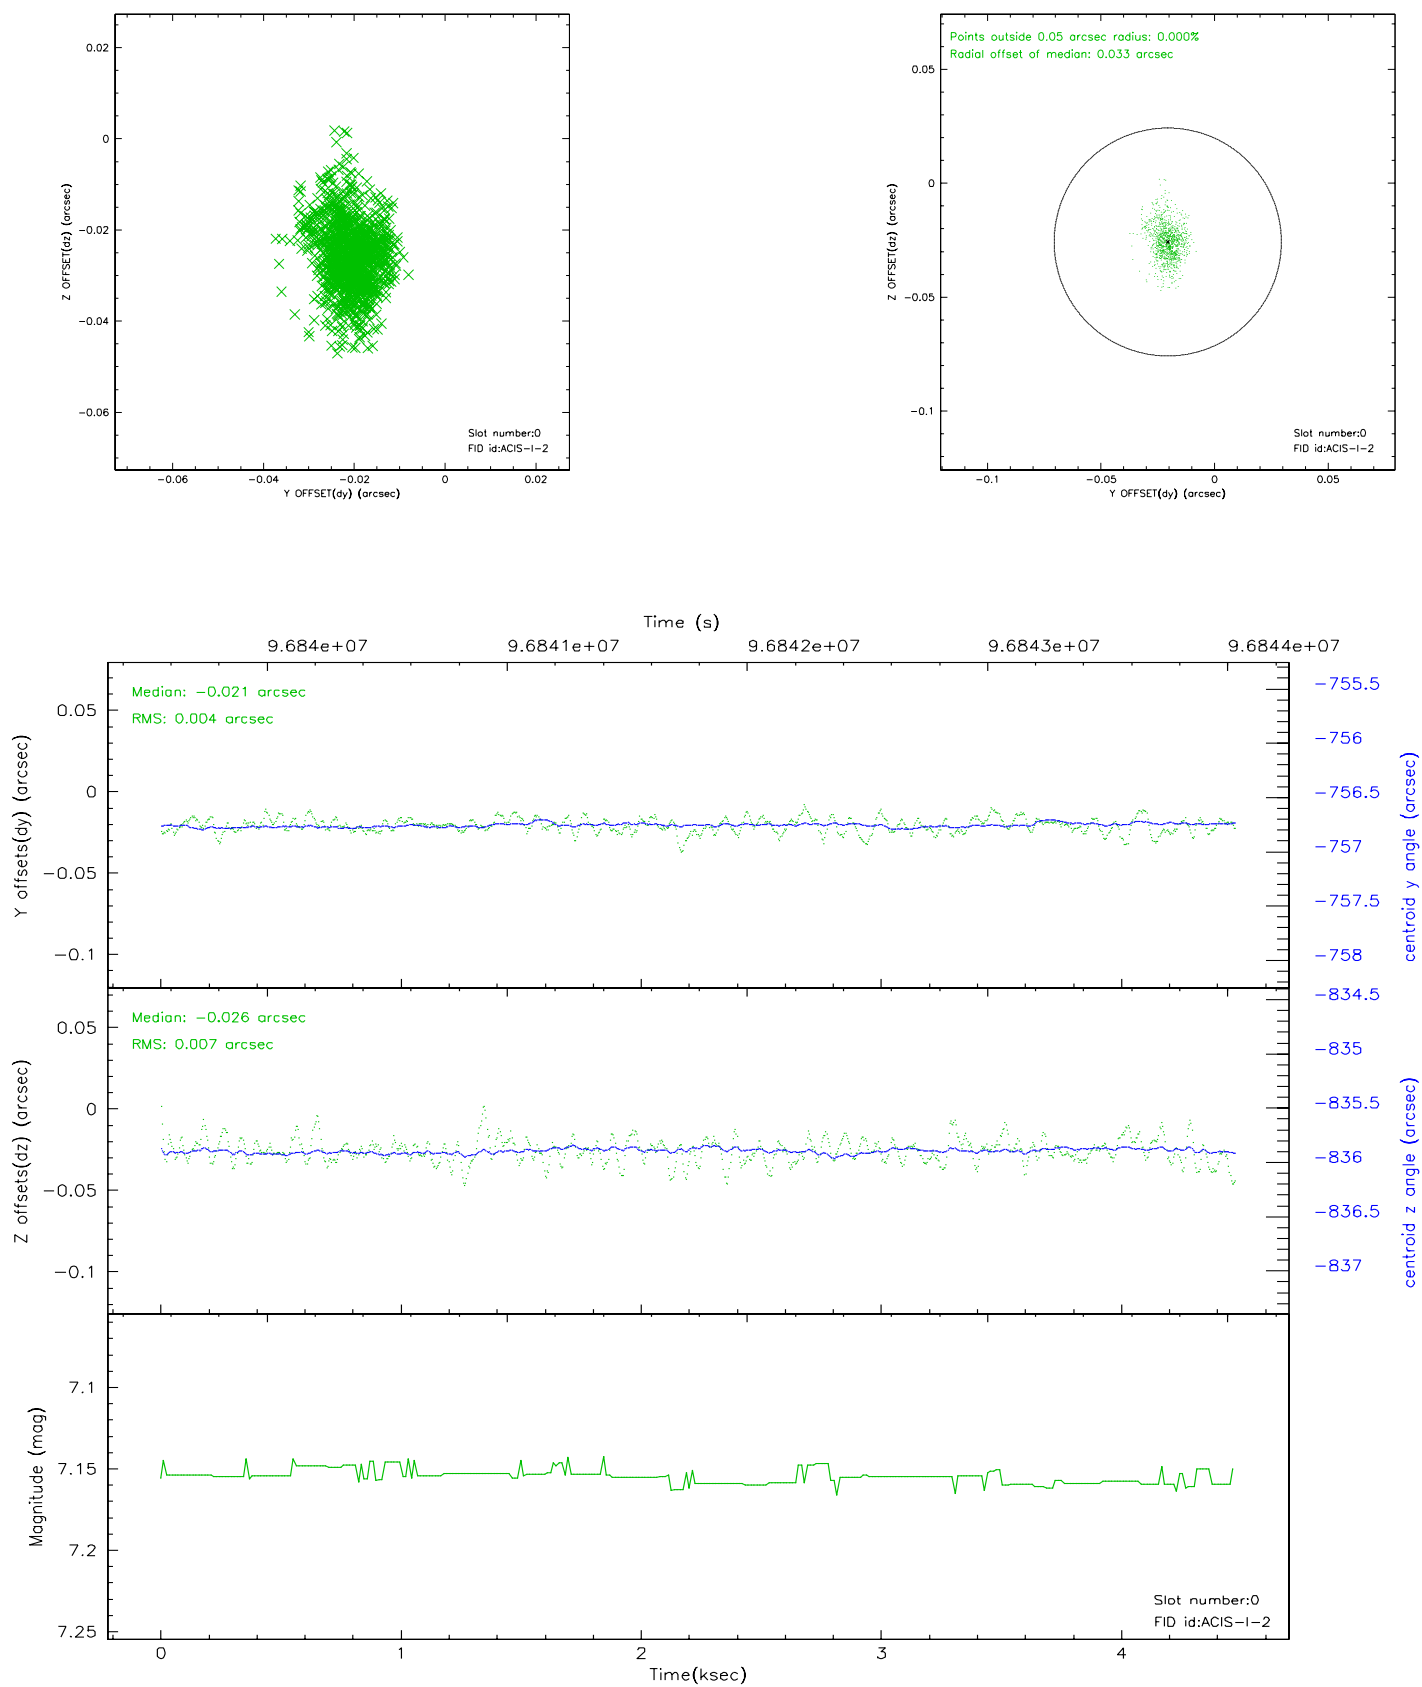 0.02
0
-0.02
-0.04
-0.06
Z OFFSET(dz) (arcsec)
Slot number:0
FID id:ACIS-I-2
-0.06
-0.04
-0.02
0
0.02
Y OFFSET(dy) (arcsec)
Points outside 0.05 arcsec radius: 0.000%
Radial offset of median: 0.033 arcsec
0.05
0
-0.05
-0.1
Z OFFSET(dz) (arcsec)
Slot number:0
FID id:ACIS-I-2
-0.1
-0.05
0
0.05
Y OFFSET(dy) (arcsec)
Time (s)
9.684e+07
9.6841e+07
9.6842e+07
9.6843e+07
9.6844e+07
Median: -0.021 arcsec
RMS: 0.004 arcsec
0.05
0
-0.05
-0.1
Y offsets(dy) (arcsec)
-755.5
-756
-756.5
-757
-757.5
-758
centroid y angle (arcsec)
Median: -0.026 arcsec
RMS: 0.007 arcsec
0.05
0
-0.05
-0.1
Z offsets(dz) (arcsec)
-834.5
-835
-835.5
-836
-836.5
-837
centroid z angle (arcsec)
7.1
7.15
7.2
7.25
Magnitude (mag)
Slot number:0
FID id:ACIS-I-2
0
1
2
3
4
Time(ksec)